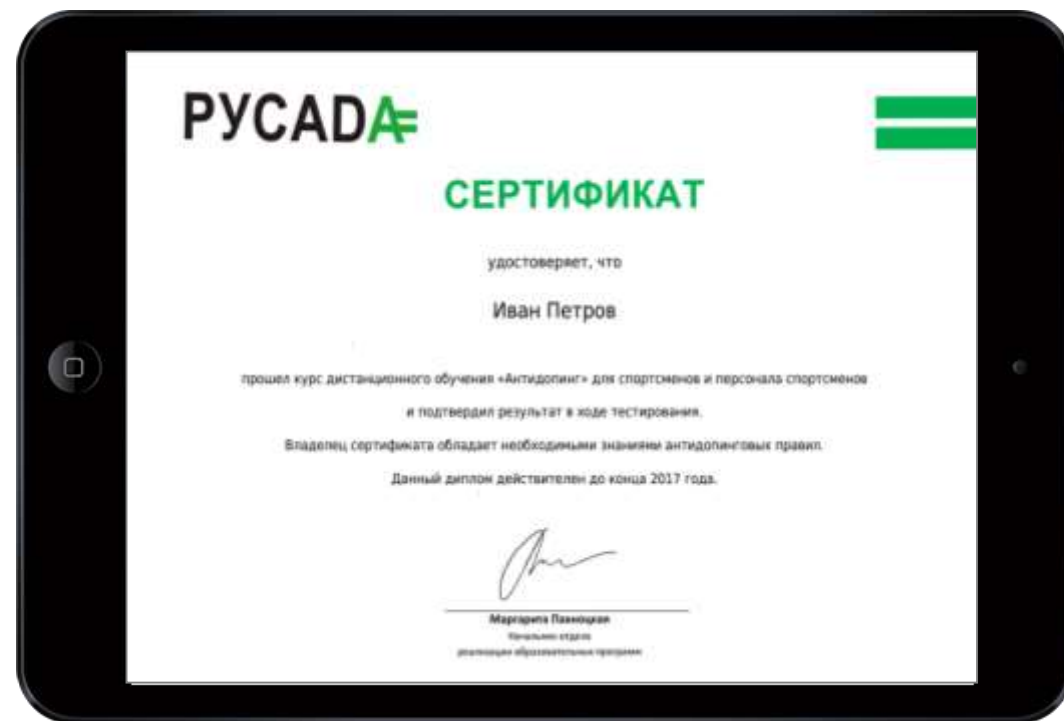 РУСАDА
СЕРТИФИКАТ
удостоверяет, что
Иван Петров
прошел курс дистанционного обучения «Антидопинг» для спортсменов и персонала спортсменов
и подтвердил результат в ходе тестирования.
Владелец сертификата обладает необходимыми знаниями антидопинговых правил.
Данный диплом действителен до конца 2017 года.
Маргарита Пахноцкая
Начальник отдела
реализации образовательных программ